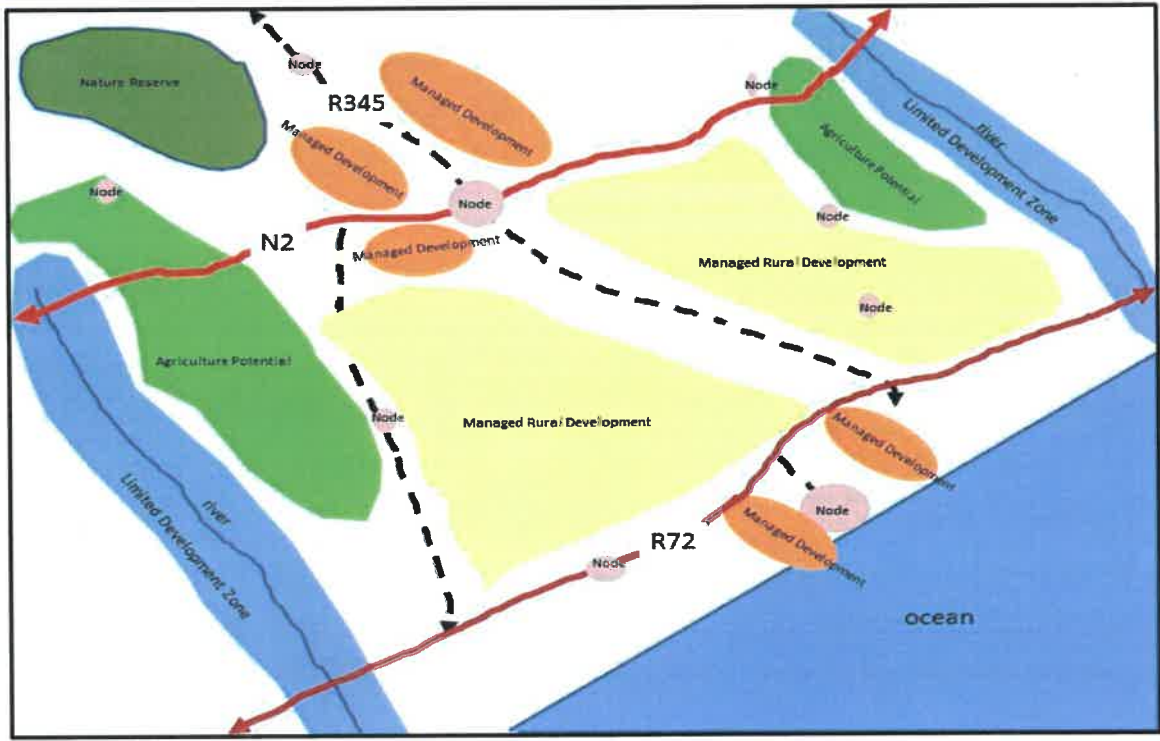 Node
Nature Reserve
R345
Managed Development
Managed Development
Node
Agriculture Potential
river
Limited Development Zone
Node
Node
Node
N2
Managed Development
Managed Rural Development
Node
Agriculture Potential
Node
Managed Rural Development
Managed Development
river
Limited Development Zone
Node
Managed Development
R72
Node
ocean